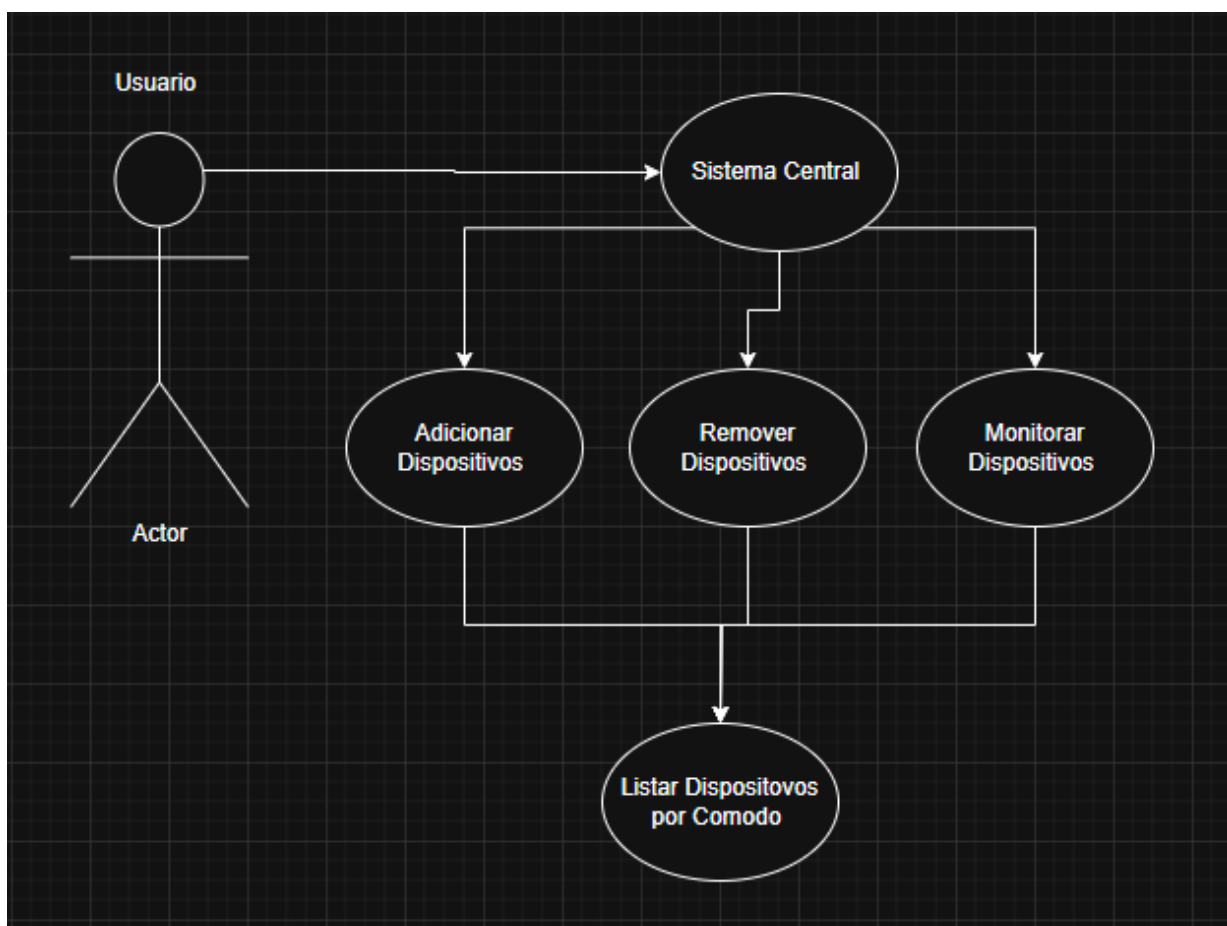 Usuario
Sistema Central
Adicionar
Dispositivos
Remover
Dispositivos
Monitorar
Dispositivos
Actor
Listar Dispositovos
por Comodo